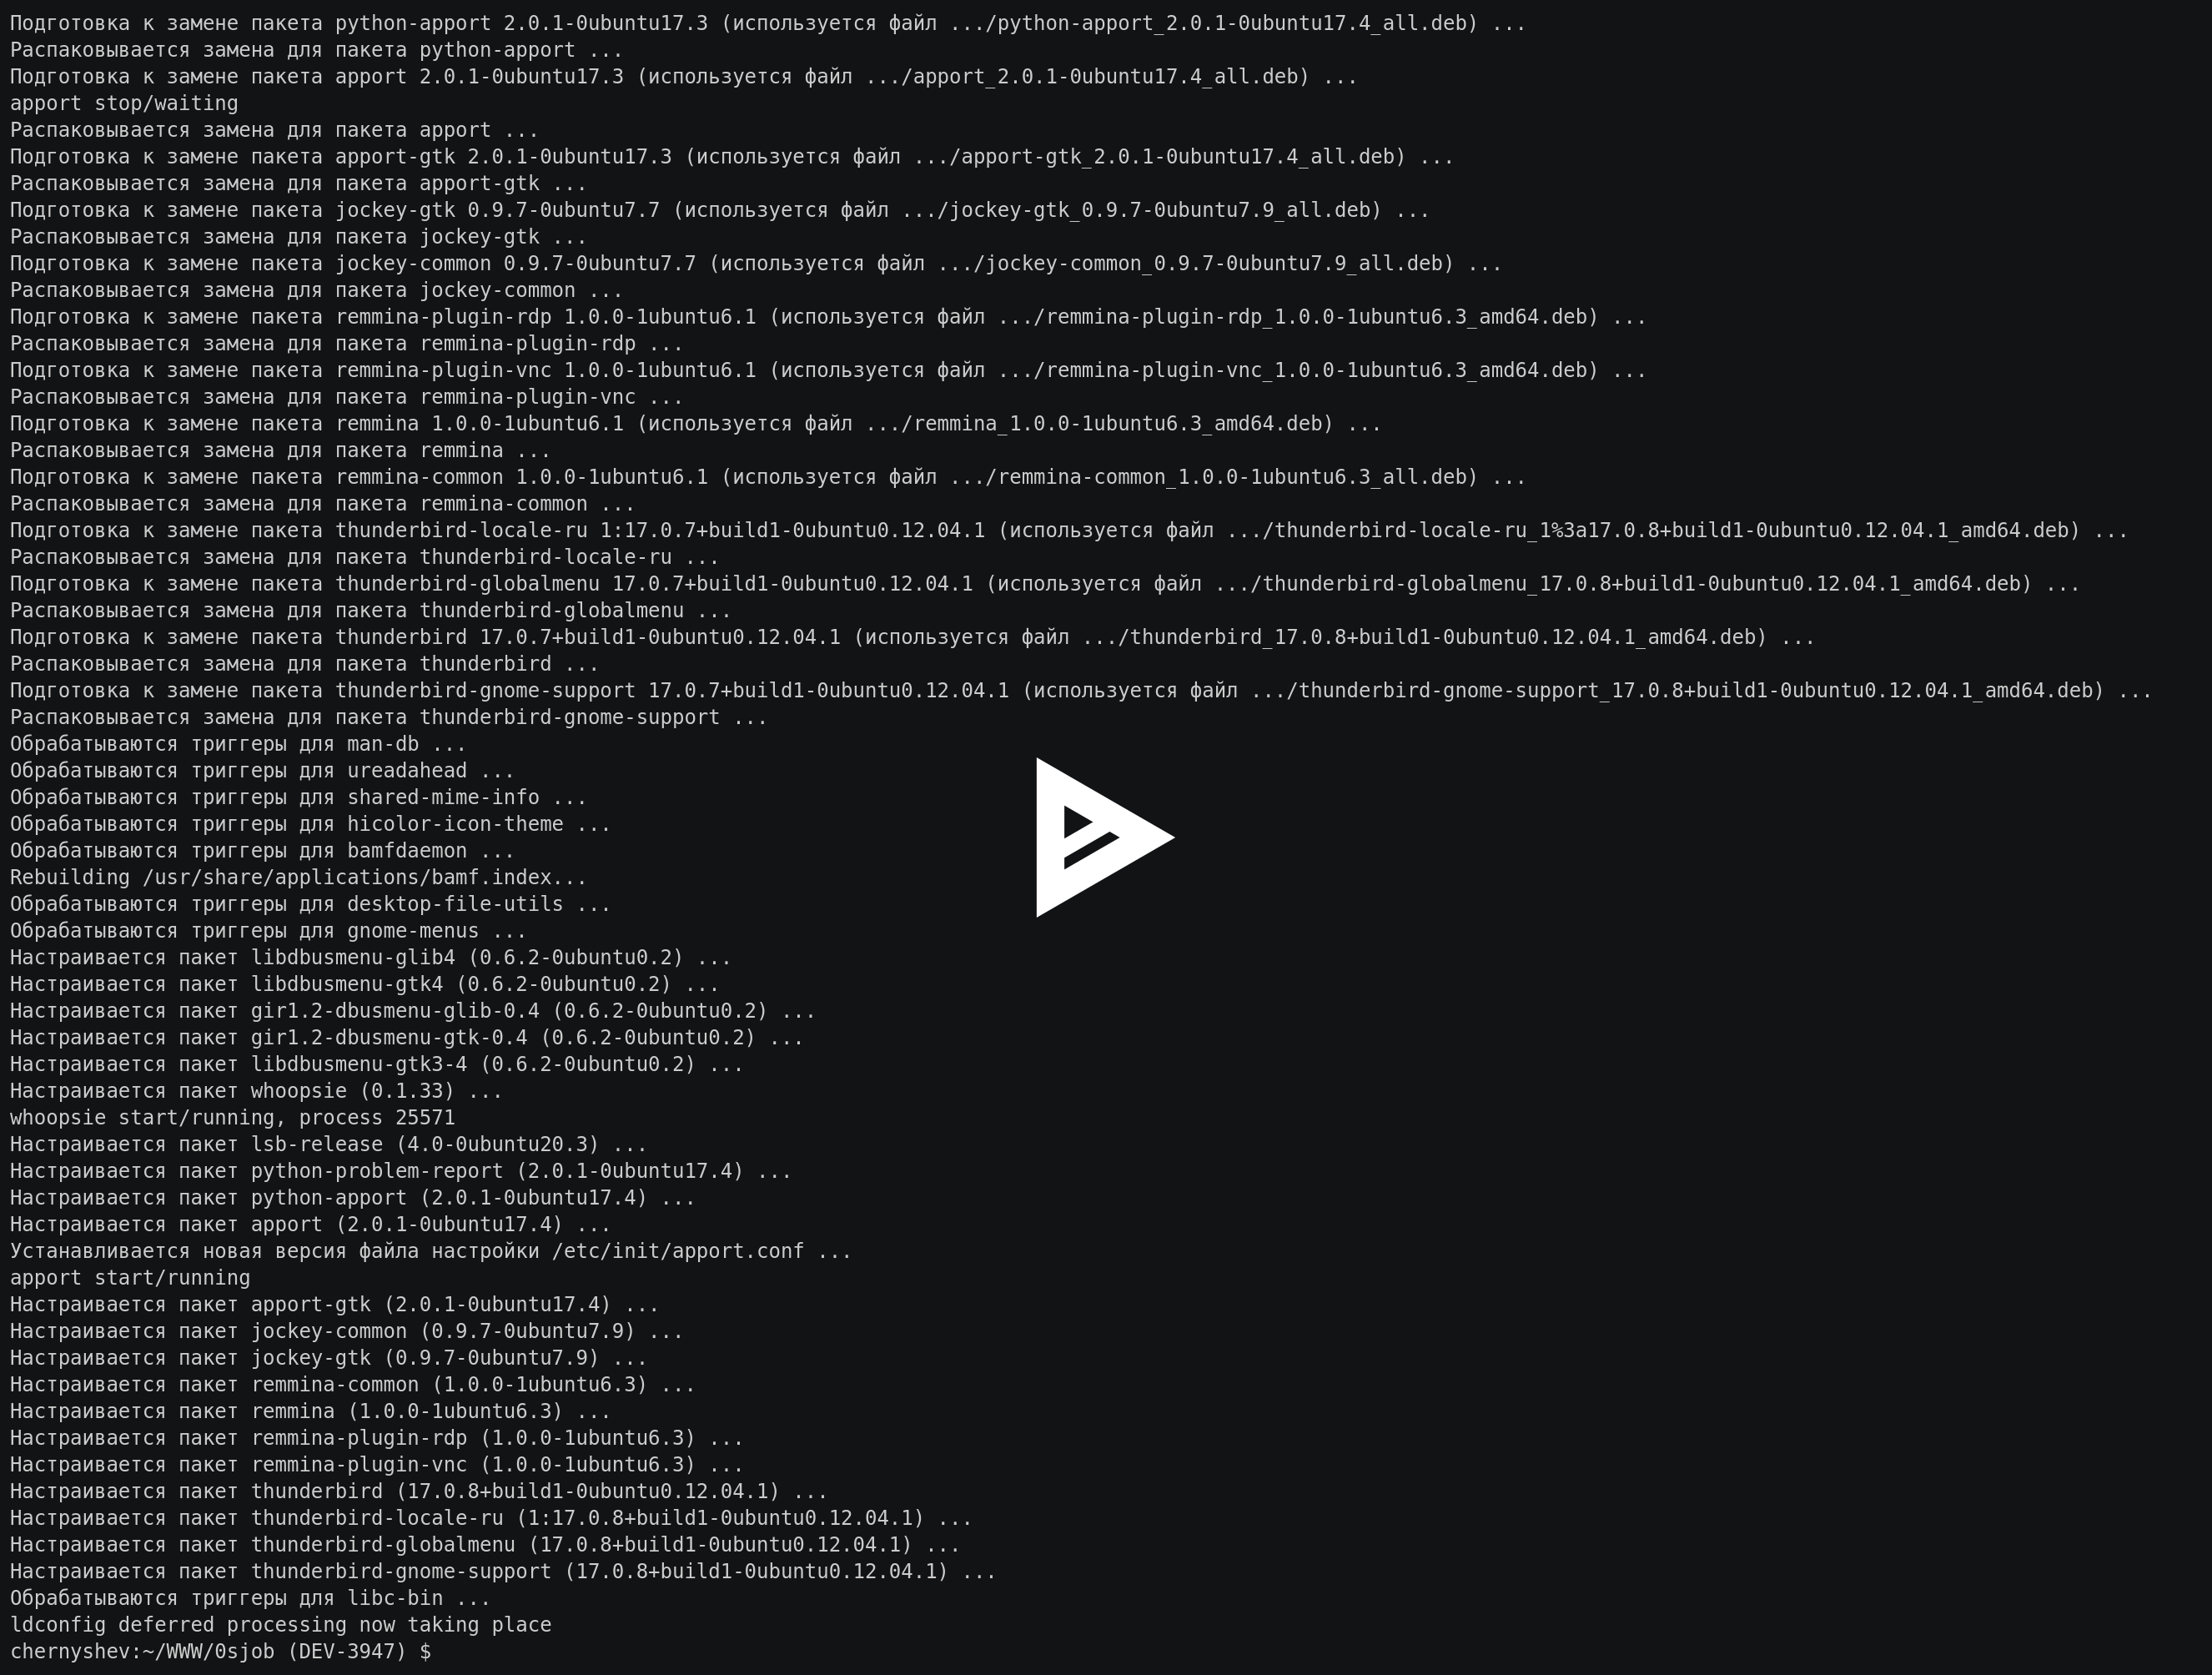 Подготовка к замене пакета python-apport 2.0.1-0ubuntu17.3 (используется файл .../python-apport_2.0.1-0ubuntu17.4_all.deb) ...
Распаковывается замена для пакета python-apport ...
Подготовка к замене пакета apport 2.0.1-0ubuntu17.3 (используется файл .../apport_2.0.1-0ubuntu17.4_all.deb) ...
apport stop/waiting
Распаковывается замена для пакета apport ...
Подготовка к замене пакета apport-gtk 2.0.1-0ubuntu17.3 (используется файл .../apport-gtk_2.0.1-0ubuntu17.4_all.deb) ...
Распаковывается замена для пакета apport-gtk ...
Подготовка к замене пакета jockey-gtk 0.9.7-0ubuntu7.7 (используется файл .../jockey-gtk_0.9.7-0ubuntu7.9_all.deb) ...
Распаковывается замена для пакета jockey-gtk ...
Подготовка к замене пакета jockey-common 0.9.7-0ubuntu7.7 (используется файл .../jockey-common_0.9.7-0ubuntu7.9_all.deb) ...
Распаковывается замена для пакета jockey-common ...
Подготовка к замене пакета remmina-plugin-rdp 1.0.0-1ubuntu6.1 (используется файл .../remmina-plugin-rdp_1.0.0-1ubuntu6.3_amd64.deb) ...
Распаковывается замена для пакета remmina-plugin-rdp ...
Подготовка к замене пакета remmina-plugin-vnc 1.0.0-1ubuntu6.1 (используется файл .../remmina-plugin-vnc_1.0.0-1ubuntu6.3_amd64.deb) ...
Распаковывается замена для пакета remmina-plugin-vnc ...
Подготовка к замене пакета remmina 1.0.0-1ubuntu6.1 (используется файл .../remmina_1.0.0-1ubuntu6.3_amd64.deb) ...
Распаковывается замена для пакета remmina ...
Подготовка к замене пакета remmina-common 1.0.0-1ubuntu6.1 (используется файл .../remmina-common_1.0.0-1ubuntu6.3_all.deb) ...
Распаковывается замена для пакета remmina-common ...
Подготовка к замене пакета thunderbird-locale-ru 1:17.0.7+build1-0ubuntu0.12.04.1 (используется файл .../thunderbird-locale-ru_1%3a17.0.8+build1-0ubuntu0.12.04.1_amd64.deb) ...
Распаковывается замена для пакета thunderbird-locale-ru ...
Подготовка к замене пакета thunderbird-globalmenu 17.0.7+build1-0ubuntu0.12.04.1 (используется файл .../thunderbird-globalmenu_17.0.8+build1-0ubuntu0.12.04.1_amd64.deb) ...
Распаковывается замена для пакета thunderbird-globalmenu ...
Подготовка к замене пакета thunderbird 17.0.7+build1-0ubuntu0.12.04.1 (используется файл .../thunderbird_17.0.8+build1-0ubuntu0.12.04.1_amd64.deb) ...
Распаковывается замена для пакета thunderbird ...
Подготовка к замене пакета thunderbird-gnome-support 17.0.7+build1-0ubuntu0.12.04.1 (используется файл .../thunderbird-gnome-support_17.0.8+build1-0ubuntu0.12.04.1_amd64.deb) ...
Распаковывается замена для пакета thunderbird-gnome-support ...
Обрабатываются триггеры для man-db ...
Обрабатываются триггеры для ureadahead ...
Обрабатываются триггеры для shared-mime-info ...
Обрабатываются триггеры для hicolor-icon-theme ...
Обрабатываются триггеры для bamfdaemon ...
Rebuilding /usr/share/applications/bamf.index...
Обрабатываются триггеры для desktop-file-utils ...
Обрабатываются триггеры для gnome-menus ...
Настраивается пакет libdbusmenu-glib4 (0.6.2-0ubuntu0.2) ...
Настраивается пакет libdbusmenu-gtk4 (0.6.2-0ubuntu0.2) ...
Настраивается пакет gir1.2-dbusmenu-glib-0.4 (0.6.2-0ubuntu0.2) ...
Настраивается пакет gir1.2-dbusmenu-gtk-0.4 (0.6.2-0ubuntu0.2) ...
Настраивается пакет libdbusmenu-gtk3-4 (0.6.2-0ubuntu0.2) ...
Настраивается пакет whoopsie (0.1.33) ...
whoopsie start/running, process 25571
Настраивается пакет lsb-release (4.0-0ubuntu20.3) ...
Настраивается пакет python-problem-report (2.0.1-0ubuntu17.4) ...
Настраивается пакет python-apport (2.0.1-0ubuntu17.4) ...
Настраивается пакет apport (2.0.1-0ubuntu17.4) ...
Устанавливается новая версия файла настройки /etc/init/apport.conf ...
apport start/running
Настраивается пакет apport-gtk (2.0.1-0ubuntu17.4) ...
Настраивается пакет jockey-common (0.9.7-0ubuntu7.9) ...
Настраивается пакет jockey-gtk (0.9.7-0ubuntu7.9) ...
Настраивается пакет remmina-common (1.0.0-1ubuntu6.3) ...
Настраивается пакет remmina (1.0.0-1ubuntu6.3) ...
Настраивается пакет remmina-plugin-rdp (1.0.0-1ubuntu6.3) ...
Настраивается пакет remmina-plugin-vnc (1.0.0-1ubuntu6.3) ...
Настраивается пакет thunderbird (17.0.8+build1-0ubuntu0.12.04.1) ...
Настраивается пакет thunderbird-locale-ru (1:17.0.8+build1-0ubuntu0.12.04.1) ...
Настраивается пакет thunderbird-globalmenu (17.0.8+build1-0ubuntu0.12.04.1) ...
Настраивается пакет thunderbird-gnome-support (17.0.8+build1-0ubuntu0.12.04.1) ...
Обрабатываются триггеры для libc-bin ...
ldconfig deferred processing now taking place
chernyshev:~/WWW/0sjob (DEV-3947) $